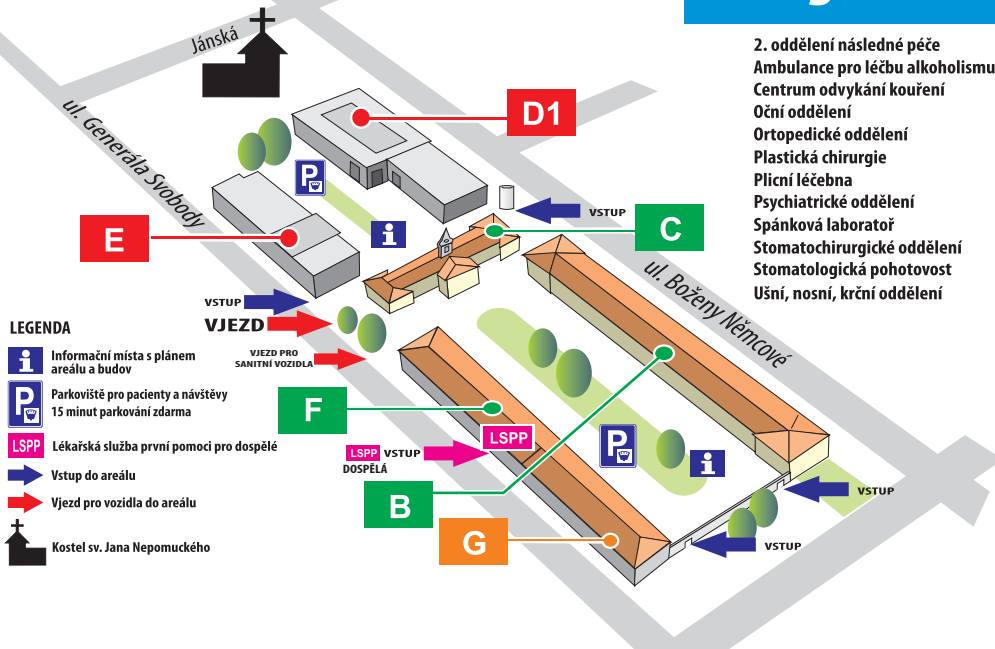 Jánská
ul. Generála Svobody
D1
P
VSTUP
E
i
C
ul. Boženy Němcové
VSTUP
VJEZD
VJEZD PRO
SANITNÍ VOZIDLA
F
LSPP
LSPP VSTUP
DOSPĚLÁ
P
i
B
VSTUP
G
VSTUP
2. oddělení následné péče
Ambulance pro léčbu alkoholismu
Centrum odvykání kouření
Oční oddělení
Ortopedické oddělení
Plastická chirurgie
Plicní léčebna
Psychiatrické oddělení
Spánková laboratoř
Stomatochirurgické oddělení
Stomatologická pohotovost
Ušní, nosní, krční oddělení
LEGENDA
i Informační místa s plánem
areálu a budov
P Parkoviště pro pacienty a návštěvy
15 minut parkování zdarma
LSPP Lékařská služba první pomoci pro dospělé
Vstup do areálu
Vjezd pro vozidla do areálu
Kostel sv. Jana Nepomuckého